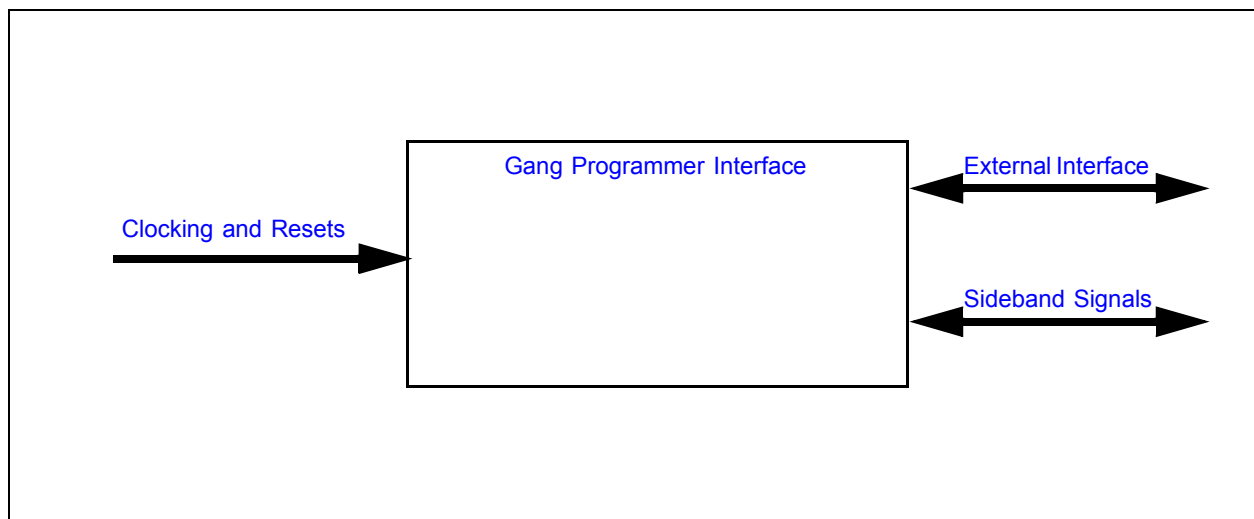 Gang Programmer Interface
External Interface
Clocking and Resets
Sideband Signals